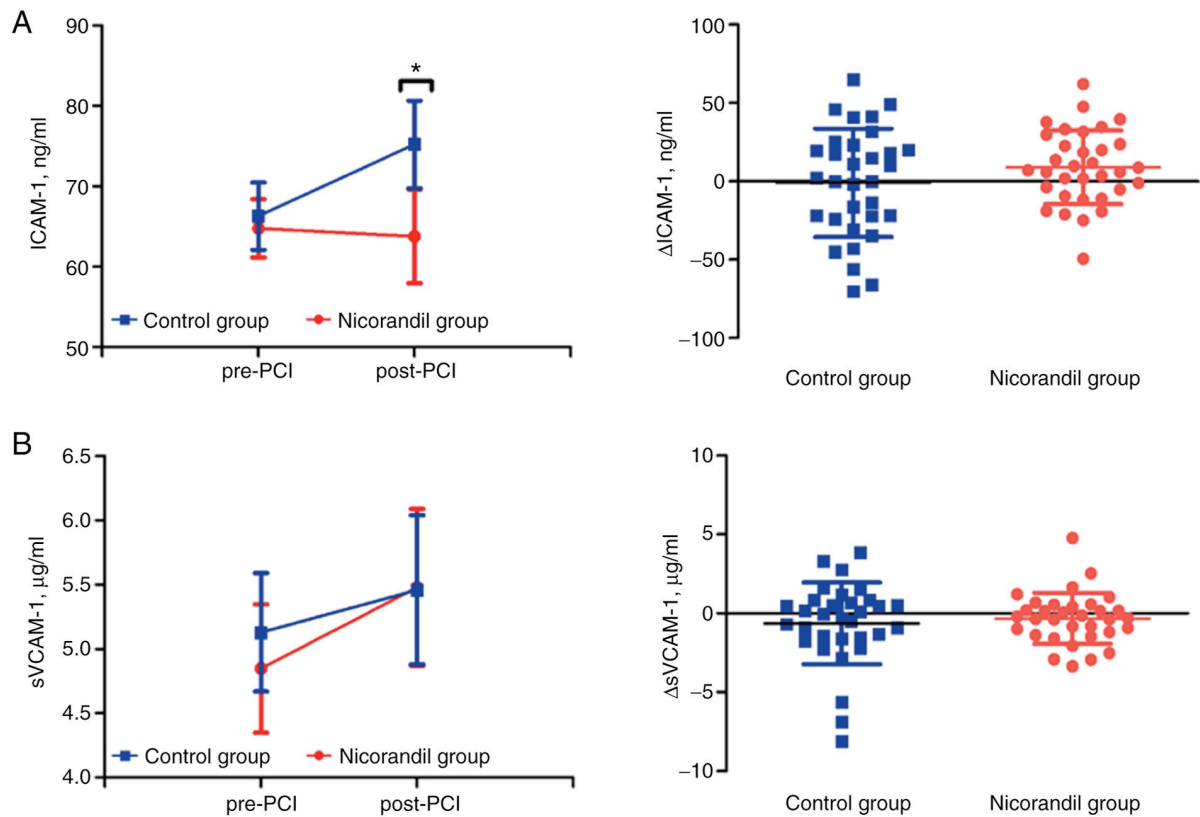 A
ICAM-1, ng/ml
90
80
70
60
50
*
Control group
Nicorandil group
pre-PCI
post-PCI
ΔICAM-1, ng/ml
100
50
0
−50
−100
Control group
Nicorandil group
B
sVCAM-1, µg/ml
6.5
6.0
5.5
5.0
4.5
4.0
Control group
Nicorandil group
pre-PCI
post-PCI
ΔsVCAM-1, µg/ml
10
5
0
−5
−10
Control group
Nicorandil group